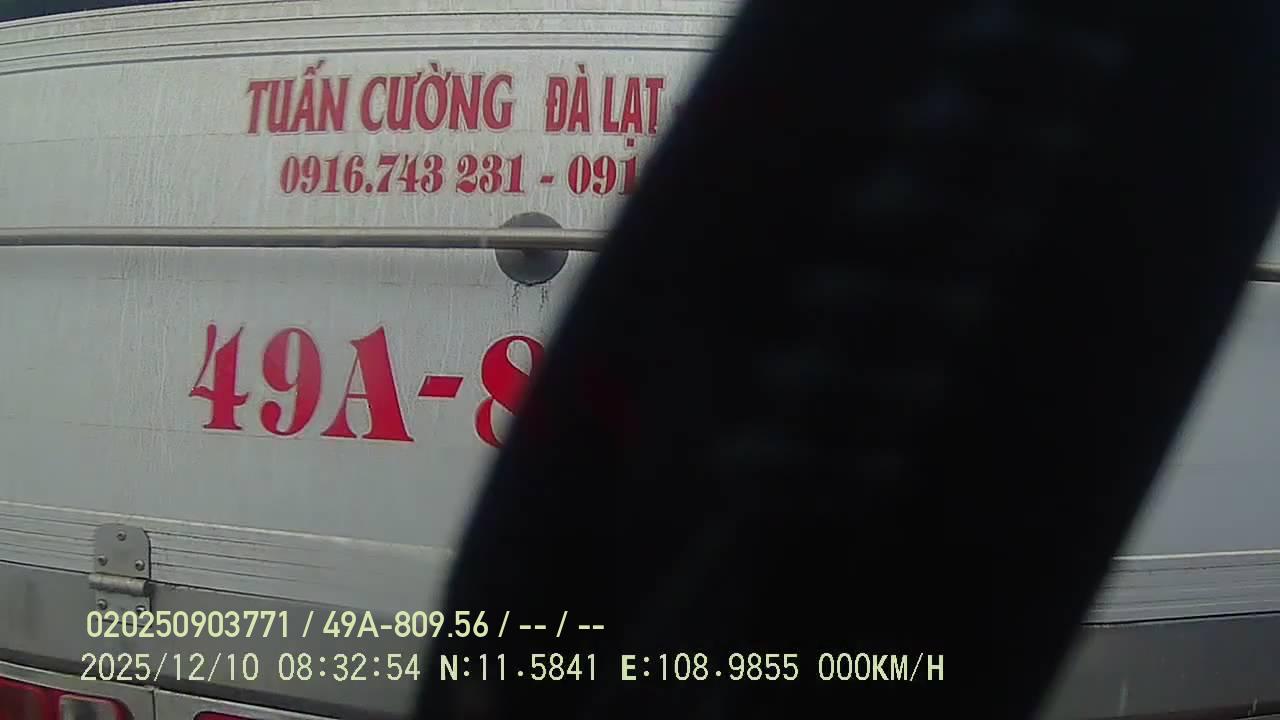 TUẤN CƯỜNG ĐÀ LẠT
0916.743 231 - 091
49A-8
020250903771 / 49A-809.56 / -- / --
2025/12/10 08:32:54 N:11.5841 E:108.9855 000KM/H